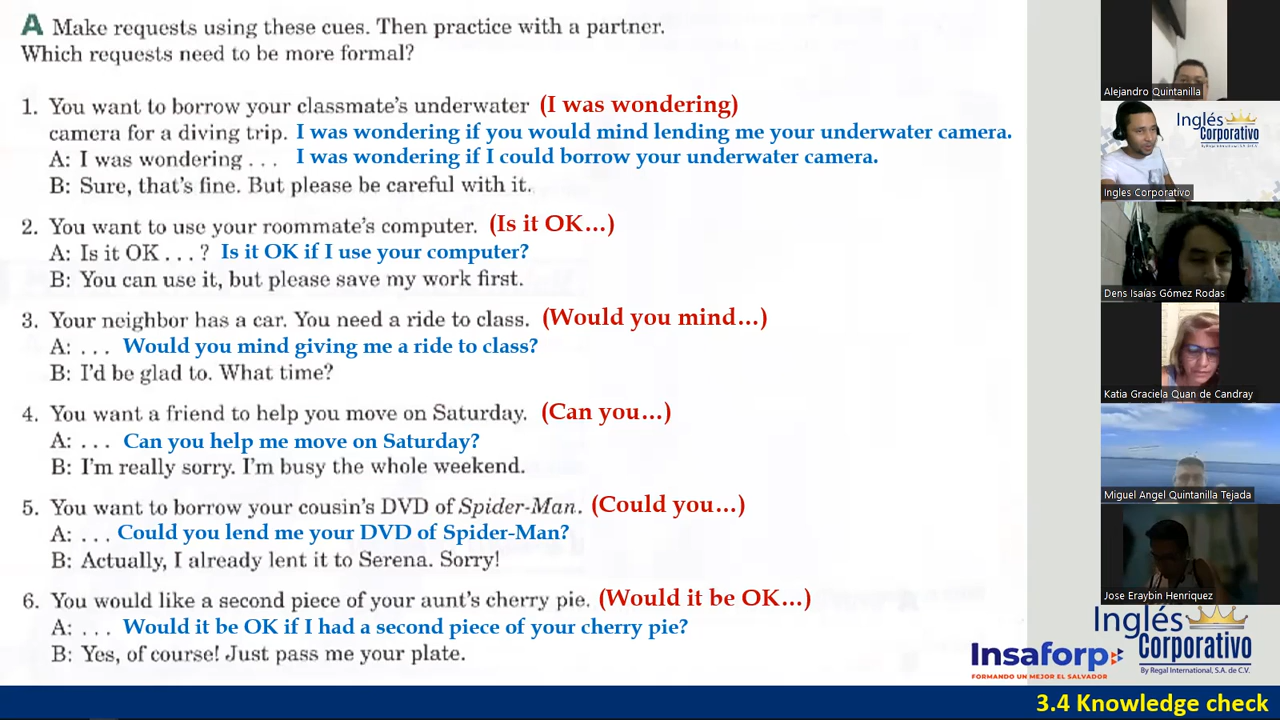 A Make requests using these cues. Then practice with a partner.
Which requests need to be more formal?
1. You want to borrow your classmate's underwater (I was wondering)
camera for a diving trip. I was wondering if you would mind lending me your underwater camera.
A: I was wondering . . . I was wondering if I could borrow your underwater camera.
B: Sure, that's fine. But please be careful with it.
2. You want to use your roommate's computer. (Is it OK…)
A: Is it OK . . . ? Is it OK if I use your computer?
B: You can use it, but please save my work first.
3. Your neighbor has a car. You need a ride to class. (Would you mind…)
A: . . . Would you mind giving me a ride to class?
B: I'd be glad to. What time?
4. You want a friend to help you move on Saturday. (Can you…)
A: . . . Can you help me move on Saturday?
B: I'm really sorry. I'm busy the whole weekend.
5. You want to borrow your cousin's DVD of Spider-Man. (Could you…)
A: . . . Could you lend me your DVD of Spider-Man?
B: Actually, I already lent it to Serena. Sorry!
6. You would like a second piece of your aunt's cherry pie. (Would it be OK…)
A: . . . Would it be OK if I had a second piece of your cherry pie?
B: Yes, of course! Just pass me your plate.
Alejandro Quintanilla
Inglés
Corporativo
Ingles Corporativo
Dens Isaías Gómez Rodas
Katia Graciela Quan de Candray
Miguel Angel Quintanilla Tejada
Jose Eraybin Henriquez
Insaforp
FORMANDO UN MEJOR EL SALVADOR
Inglés
Corporativo
By Regal International, S.A. de C.V.
3.4 Knowledge check